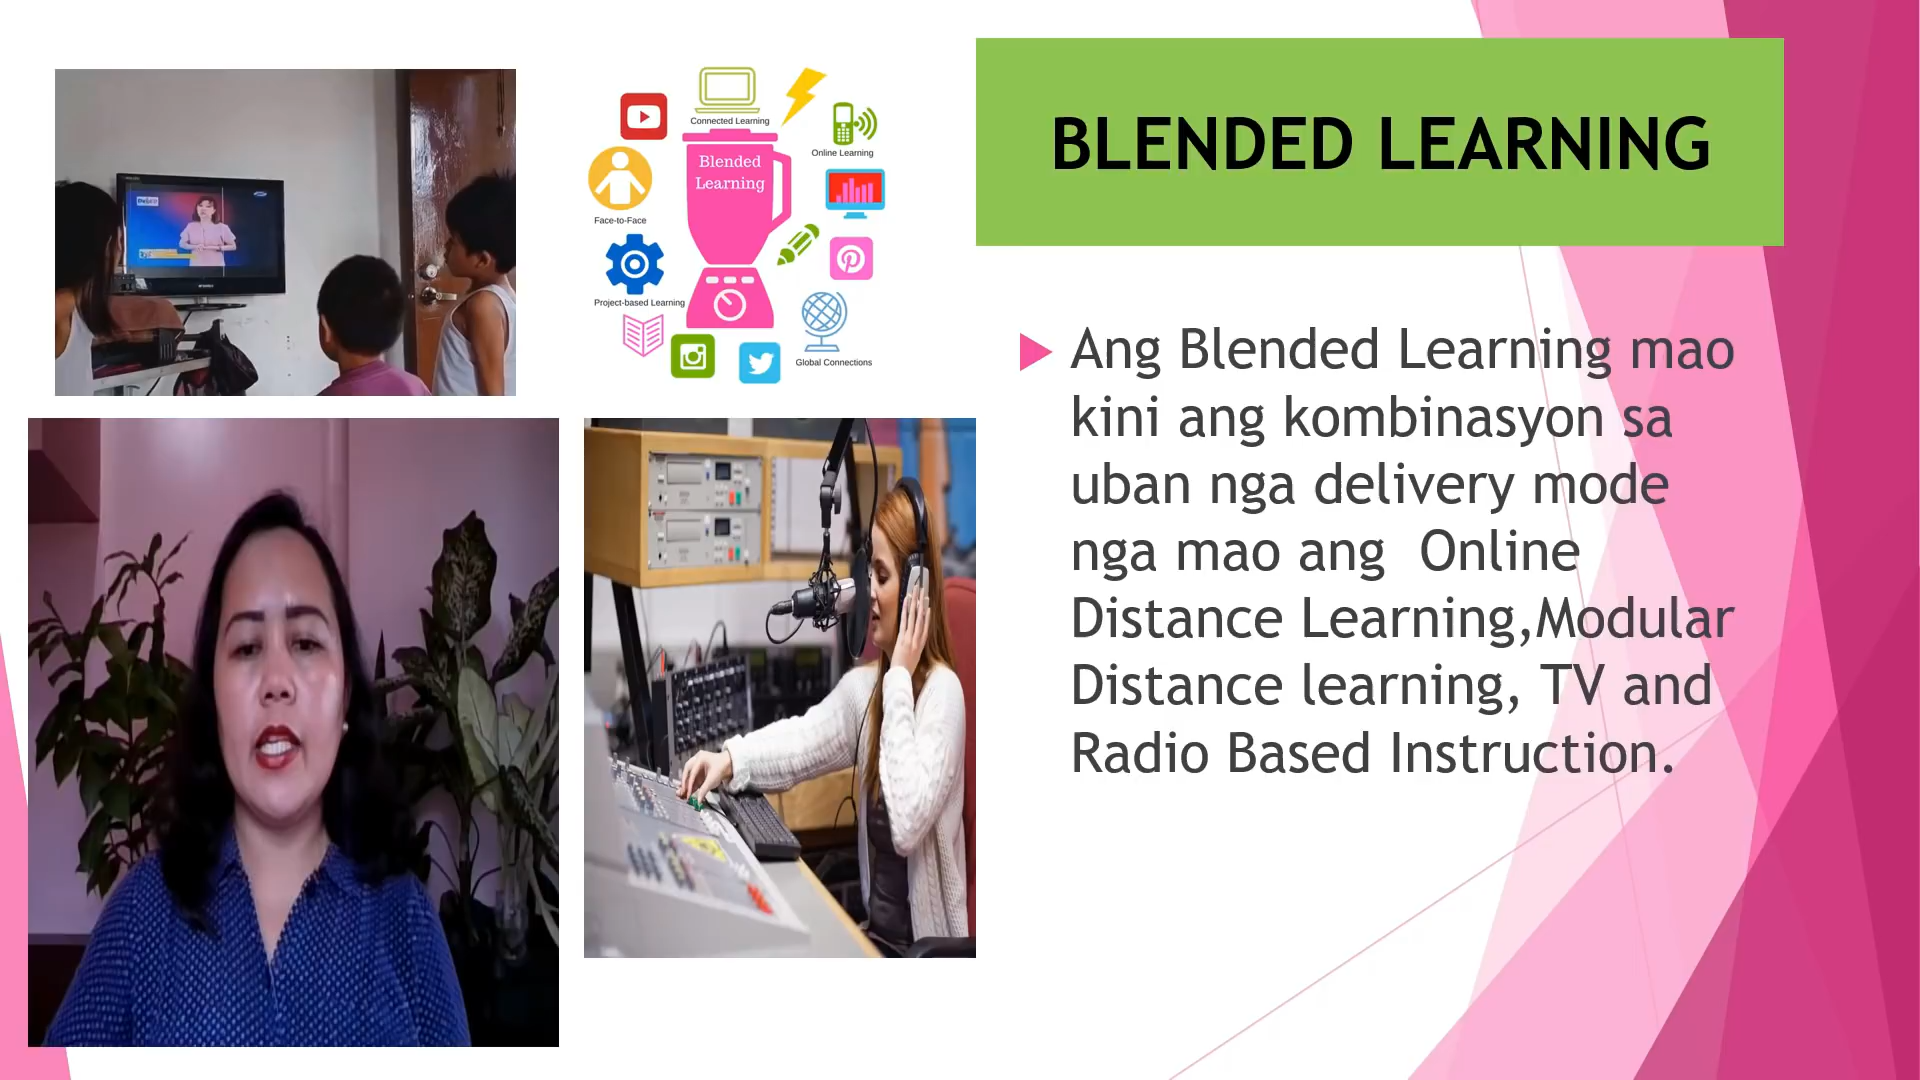 BLENDED LEARNING
Ang Blended Learning mao
kini ang kombinasyon sa
uban nga delivery mode
nga mao ang  Online
Distance Learning,Modular
Distance learning, TV and
Radio Based Instruction.
Connected Learning
Blended
Learning
Online Learning
Face-to-Face
Project-based Learning
Global Connections